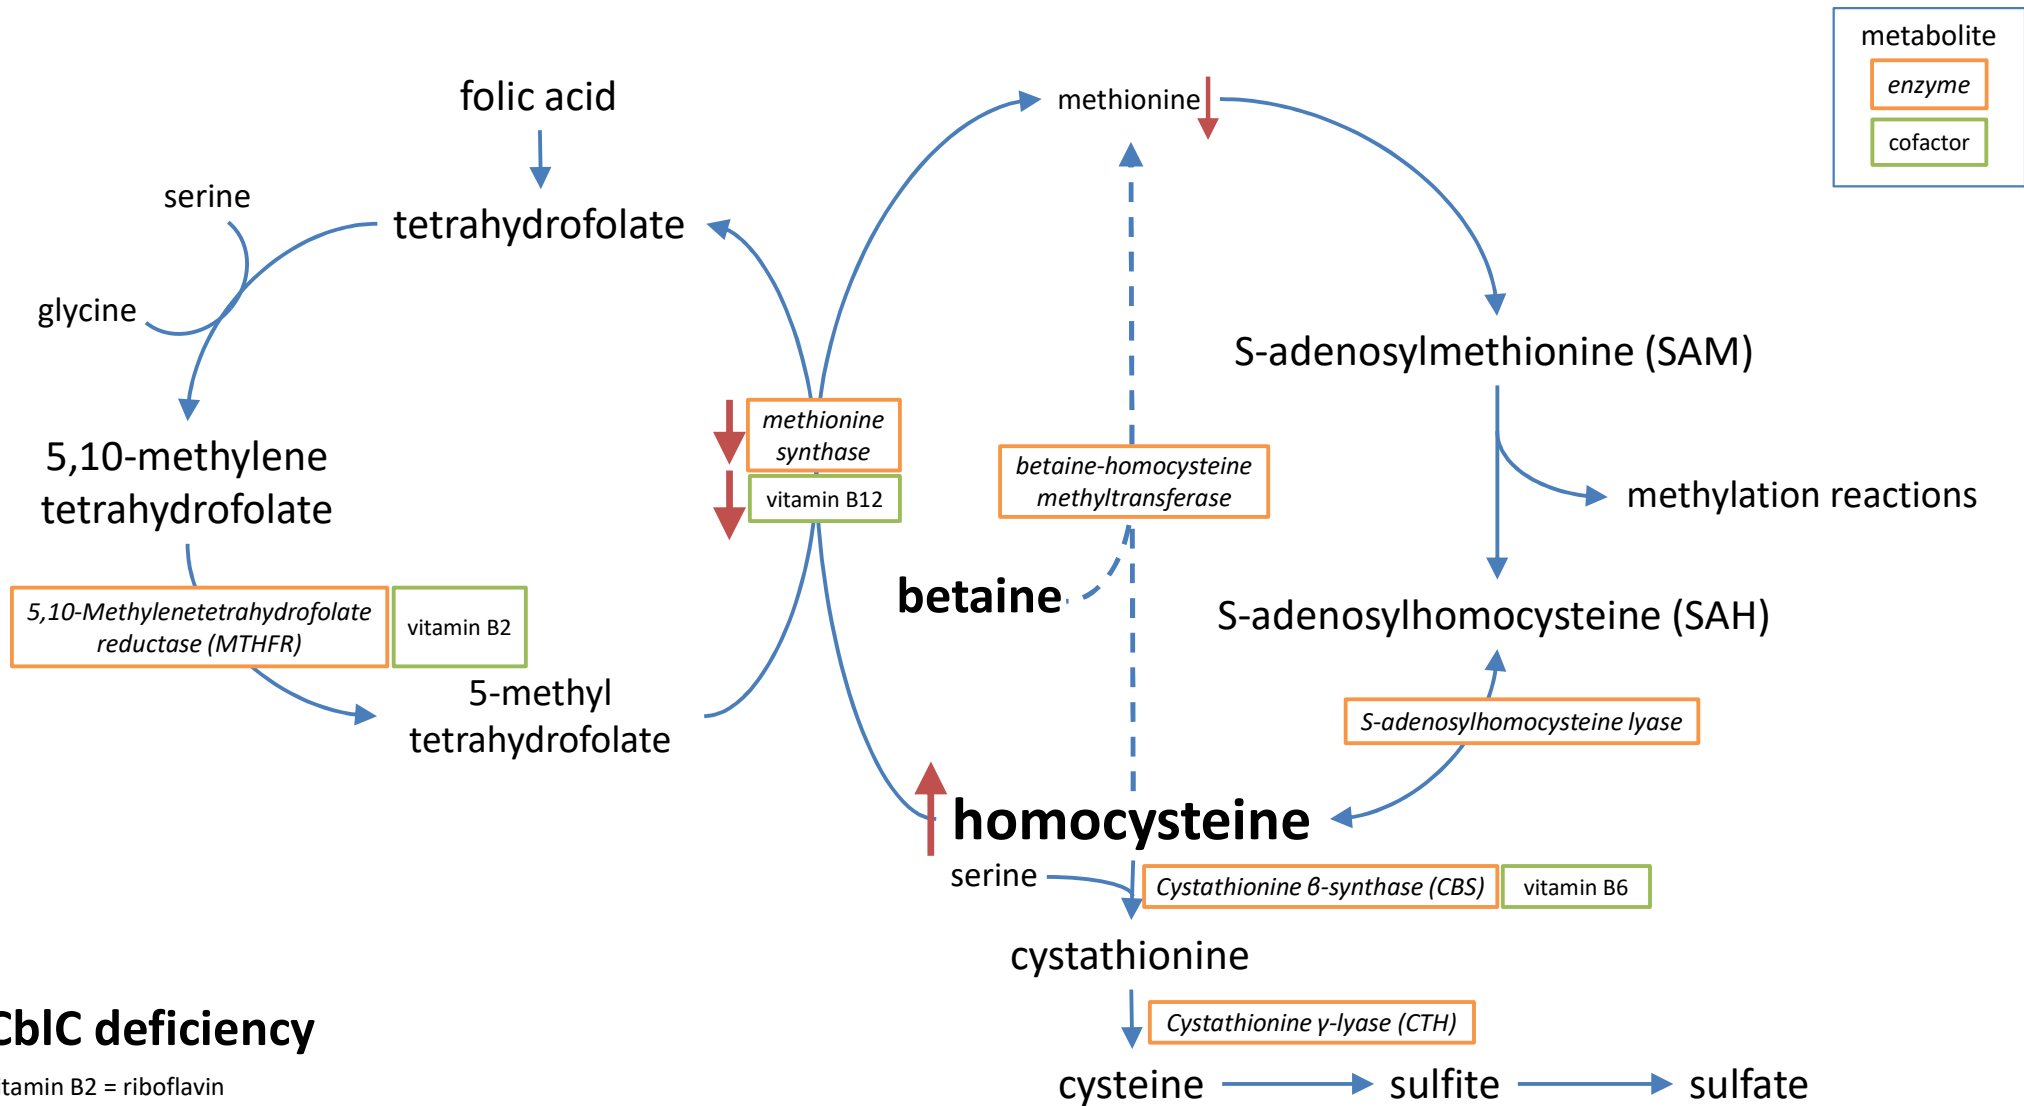 metabolite
enzyme
cofactor
folic acid
methionine
serine
tetrahydrofolate
glycine
S-adenosylmethionine (SAM)
methionine
synthase
vitamin B12
5,10-methylene
tetrahydrofolate
betaine-homocysteine
methyltransferase
methylation reactions
betaine
5,10-Methylenetetrahydrofolate
reductase (MTHFR)
vitamin B2
S-adenosylhomocysteine (SAH)
5-methyl
tetrahydrofolate
S-adenosylhomocysteine lyase
homocysteine
serine
Cystathionine β-synthase (CBS)
vitamin B6
cystathionine
Cystathionine γ-lyase (CTH)
CblC deficiency
cysteine
sulfite
sulfate
itamin B2 = riboflavin